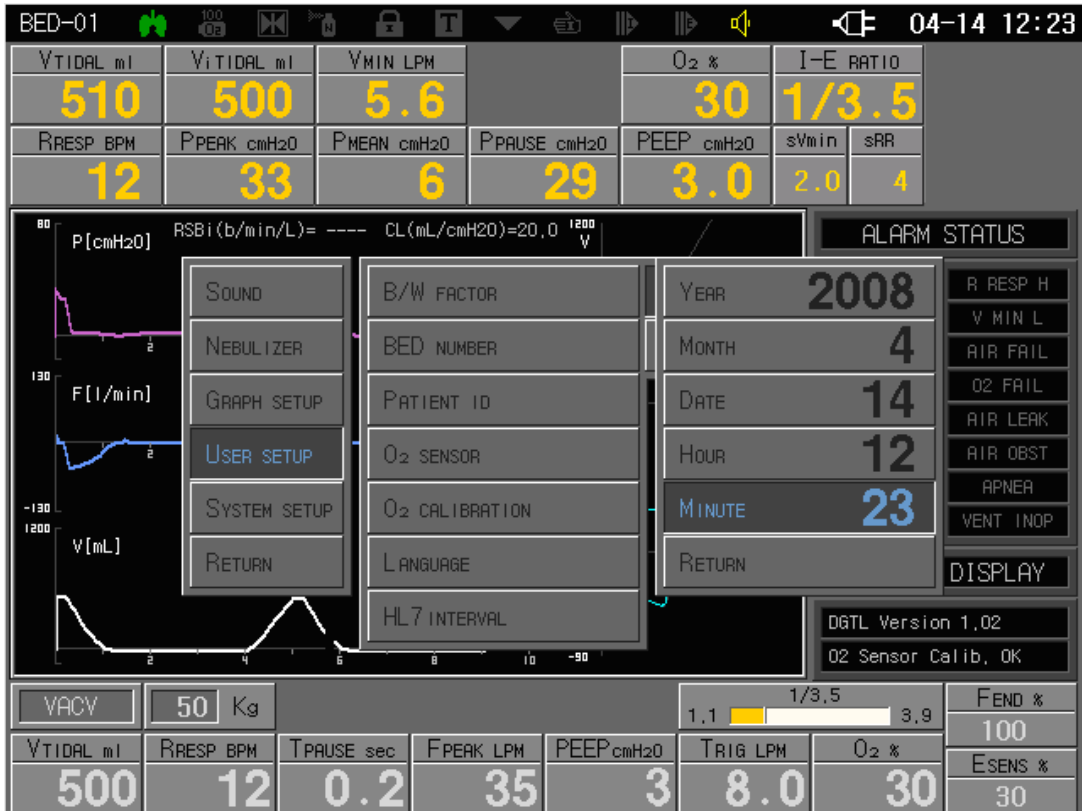 BED-01 100 O2 N T 04-14 12:23
VTIDAL ml ViTIDAL ml VMIN LPM O2 % I-E RATIO
510 500 5.6 30 1/3.5
RRESP BPM PPEAK cmH2O PMEAN cmH2O PPAUSE cmH2O PEEP cmH2O sVmin sRR
12 33 6 29 3.0 2.0 4
80 P[cmH2O] RSBi(b/min/L)= ---- CL(mL/cmH2O)=20,0 1200 V
ALARM STATUS
SOUND
NEBULIZER
GRAPH SETUP
USER SETUP
SYSTEM SETUP
RETURN
B/W FACTOR
BED NUMBER
PATIENT ID
O2 SENSOR
O2 CALIBRATION
LANGUAGE
HL7 INTERVAL
YEAR 2008
MONTH 4
DATE 14
HOUR 12
MINUTE 23
RETURN
R RESP H
V MIN L
AIR FAIL
O2 FAIL
AIR LEAK
AIR OBST
APNEA
VENT INOP
DISPLAY
2
130 F[l/min]
2
-130
1200 V[mL]
2 4 6 8 10 -90
DGTL Version 1,02
O2 Sensor Calib, OK
VACV 50 Kg
1/3,5
1,1 3,9
FEND %
100
VTIDAL ml RRESP BPM TPAUSE sec FPEAK LPM PEEPcmH2O TRIG LPM O2 %
500 12 0.2 35 3 8.0 30
ESENS %
30